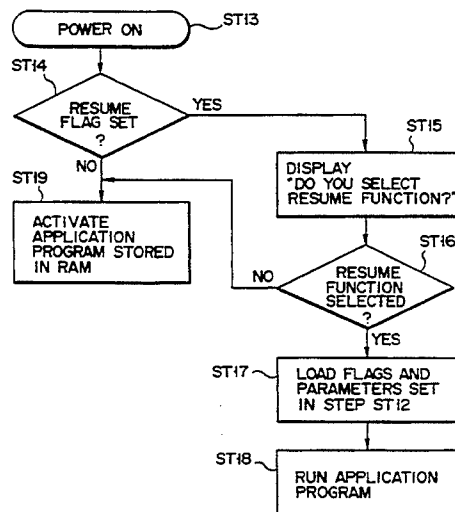 POWER ON
ST13
ST14
RESUME
FLAG SET
?
YES
NO
ST15
DISPLAY
"DO YOU SELECT
RESUME FUNCTION?"
ST19
ACTIVATE
APPLICATION
PROGRAM STORED
IN RAM
ST16
RESUME
FUNCTION
SELECTED
?
NO
YES
ST17
LOAD FLAGS AND
PARAMETERS SET
IN STEP ST12
ST18
RUN APPLICATION
PROGRAM